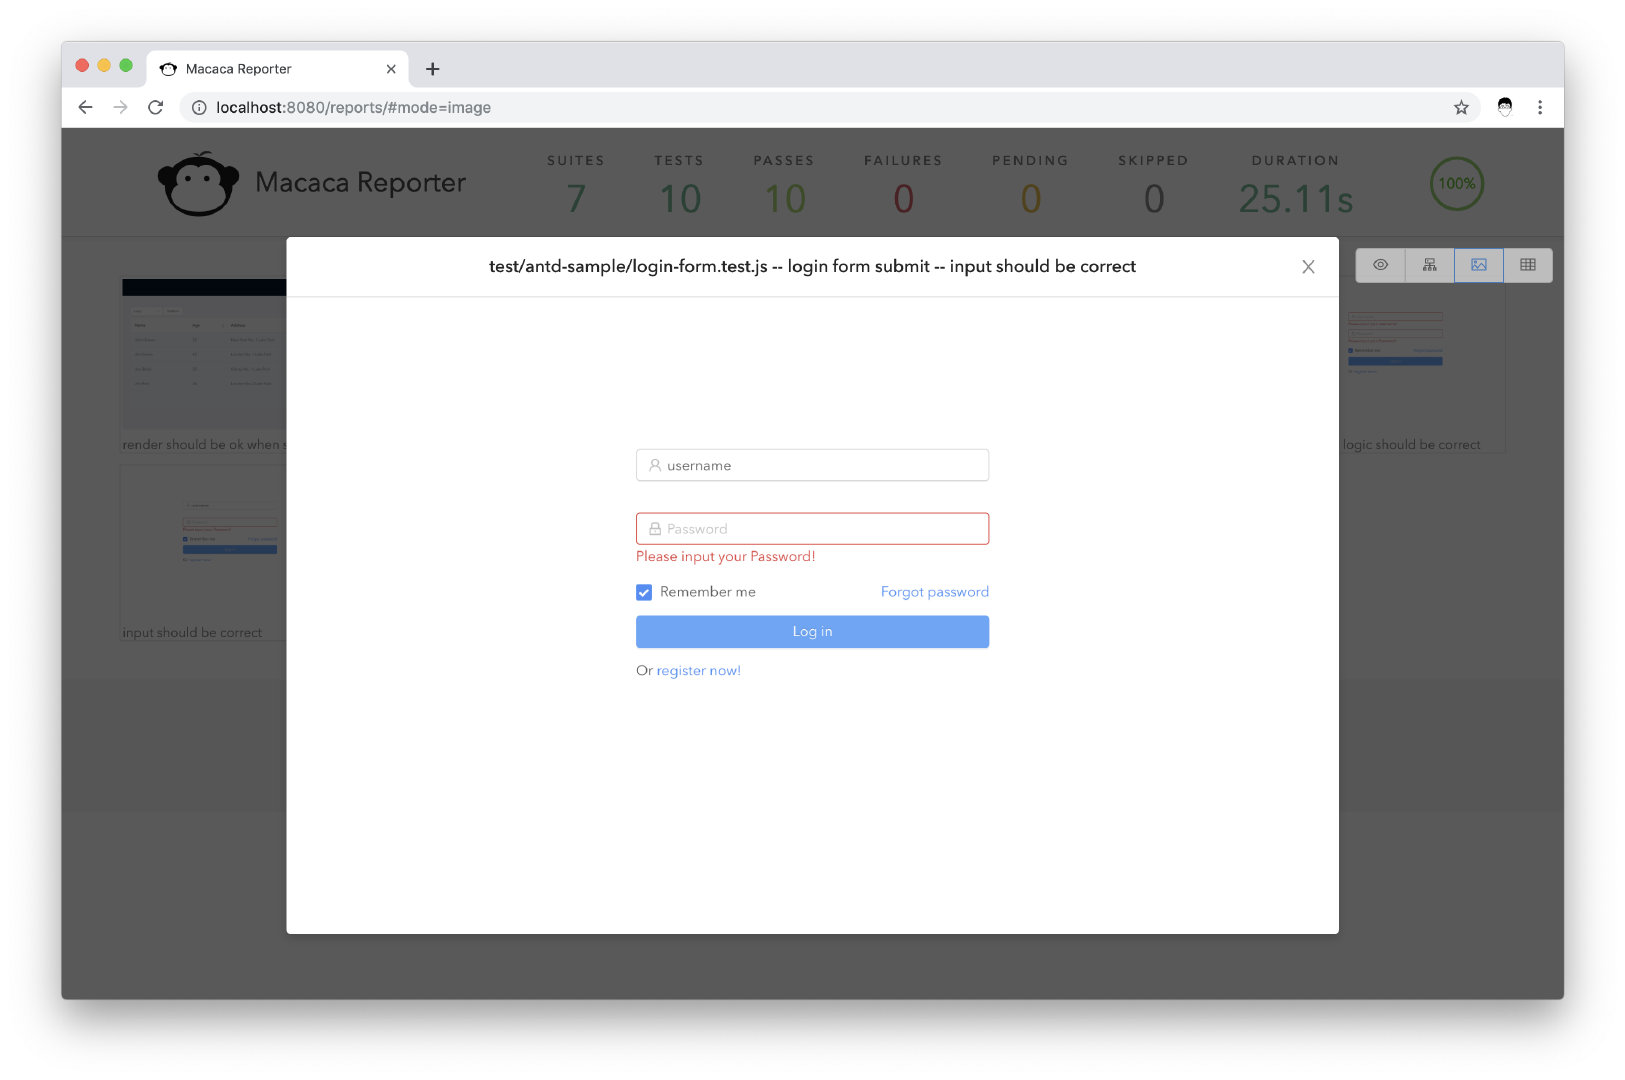 Macaca Reporter
localhost:8080/reports/#mode=image
Macaca Reporter
SUITES TESTS PASSES FAILURES PENDING SKIPPED DURATION
7 10 10 0 0 0 25.11s 100%
test/antd-sample/login-form.test.js -- login form submit -- input should be correct
Name Age Address
render should be ok when s
logic should be correct
username
Password
Please input your Password!
Remember me Forgot password
Log in
Or register now!
input should be correct